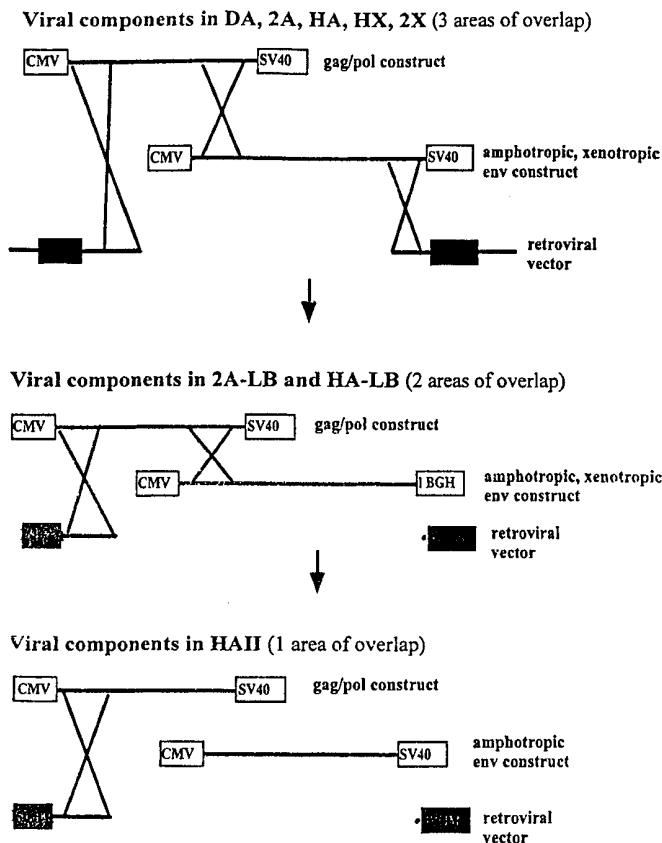 Viral components in DA, 2A, HA, HX, 2X (3 areas of overlap)
CMV SV40 gag/pol construct
CMV SV40 amphotropic, xenotropic
env construct
retroviral
vector
Viral components in 2A-LB and HA-LB (2 areas of overlap)
CMV SV40 gag/pol construct
CMV BGH amphotropic, xenotropic
env construct
retroviral
vector
Viral components in HAII (1 area of overlap)
CMV SV40 gag/pol construct
CMV SV40 amphotropic
env construct
retroviral
vector